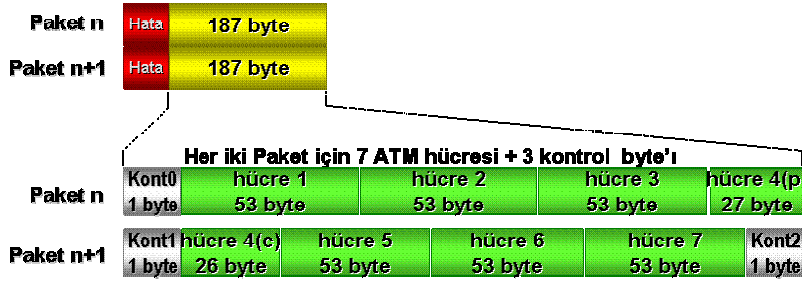 Paket n Hata 187 byte
Paket n+1 Hata 187 byte
Her iki Paket için 7 ATM hücresi + 3 kontrol byte'ı
Kont0 hücre 1 hücre 2 hücre 3 hücre 4(p
Paket n
1 byte 53 byte 53 byte 53 byte 27 byte
Kont1 hücre 4(c) hücre 5 hücre 6 hücre 7 Kont2
Paket n+1
1 byte 26 byte 53 byte 53 byte 53 byte 1 byte